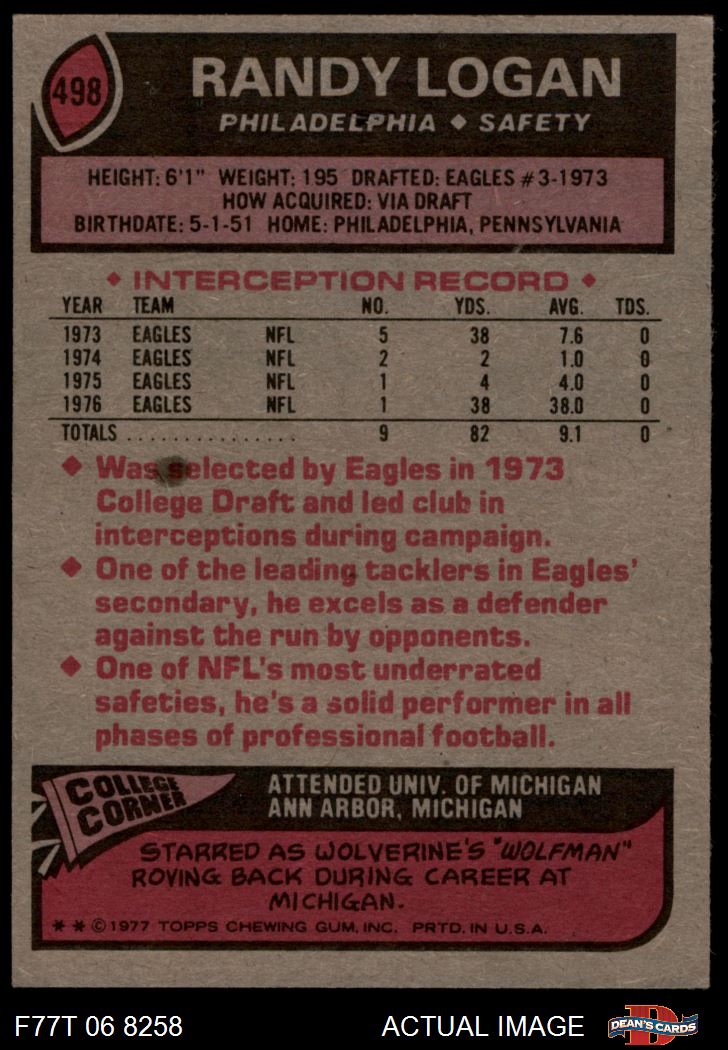 498
RANDY LOGAN
PHILADELPHIA ◆ SAFETY
HEIGHT: 6'1" WEIGHT: 195 DRAFTED: EAGLES #3-1973
HOW ACQUIRED: VIA DRAFT
BIRTHDATE: 5-1-51 HOME: PHILADELPHIA, PENNSYLVANIA
◆ INTERCEPTION RECORD ◆
YEAR TEAM NO. YDS. AVG. TDS.
1973 EAGLES NFL 5 38 7.6 0
1974 EAGLES NFL 2 2 1.0 0
1975 EAGLES NFL 1 4 4.0 0
1976 EAGLES NFL 1 38 38.0 0
TOTALS ................ 9 82 9.1 0
◆ Was selected by Eagles in 1973
College Draft and led club in
interceptions during campaign.
◆ One of the leading tacklers in Eagles'
secondary, he excels as a defender
against the run by opponents.
◆ One of NFL's most underrated
safeties, he's a solid performer in all
phases of professional football.
COLLEGE
CORNER
ATTENDED UNIV. OF MICHIGAN
ANN ARBOR, MICHIGAN
STARRED AS WOLVERINE'S "WOLFMAN"
ROVING BACK DURING CAREER AT
MICHIGAN.
* * © 1977 TOPPS CHEWING GUM, INC. PRTD. IN U.S.A.
F77T 06 8258
ACTUAL IMAGE
D
DEAN'S CARDS